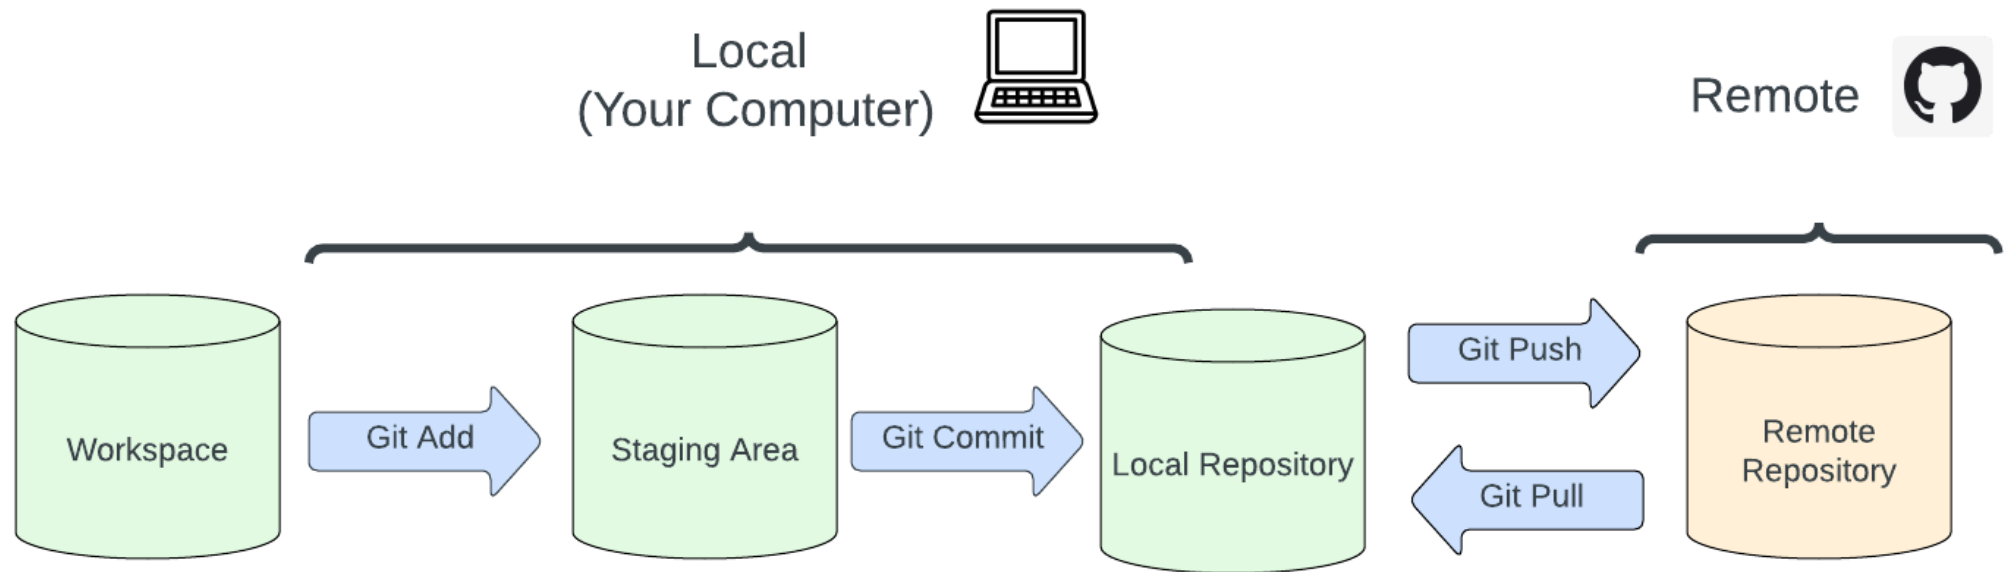 Local
(Your Computer)
Remote
Workspace
Git Add
Staging Area
Git Commit
Local Repository
Git Push
Git Pull
Remote
Repository